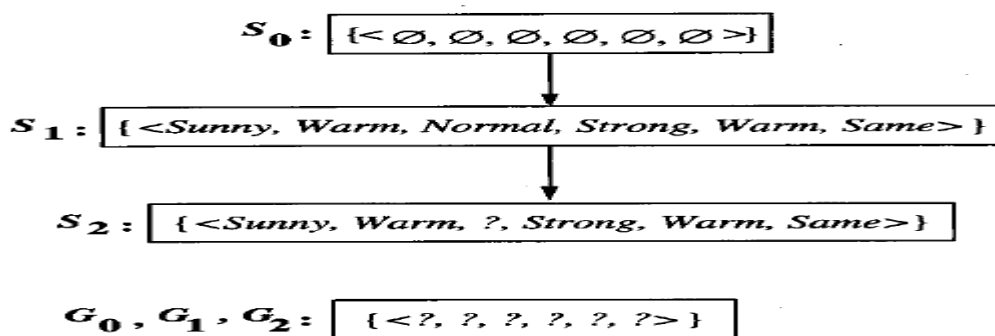 S₀: {<∅, ∅, ∅, ∅, ∅, ∅>}
S₁: {<Sunny, Warm, Normal, Strong, Warm, Same>}
S₂: {<Sunny, Warm, ?, Strong, Warm, Same>}
G₀, G₁, G₂: {<?, ?, ?, ?, ?, ?>}